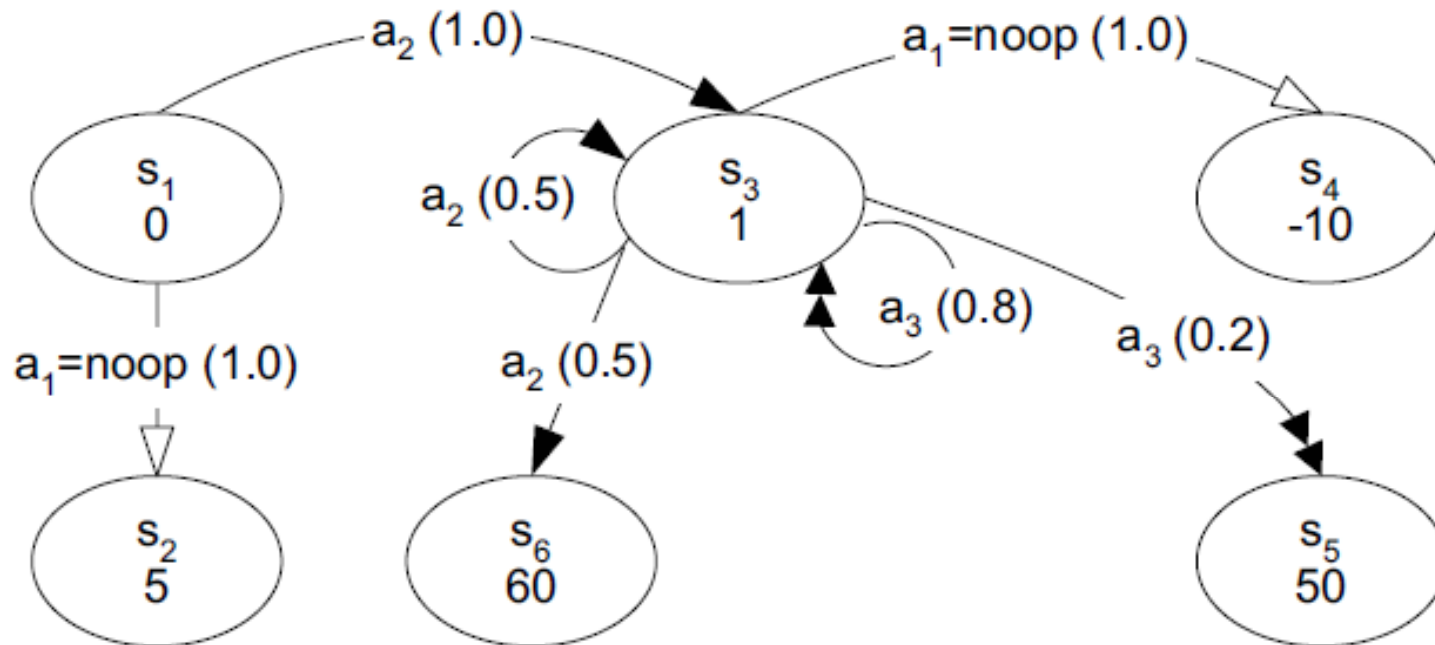 a₂ (1.0)
a₁=noop (1.0)
s₁
0
a₂ (0.5)
s₃
1
s₄
-10
a₃ (0.8)
a₃ (0.2)
a₁=noop (1.0)
a₂ (0.5)
s₂
5
s₆
60
s₅
50